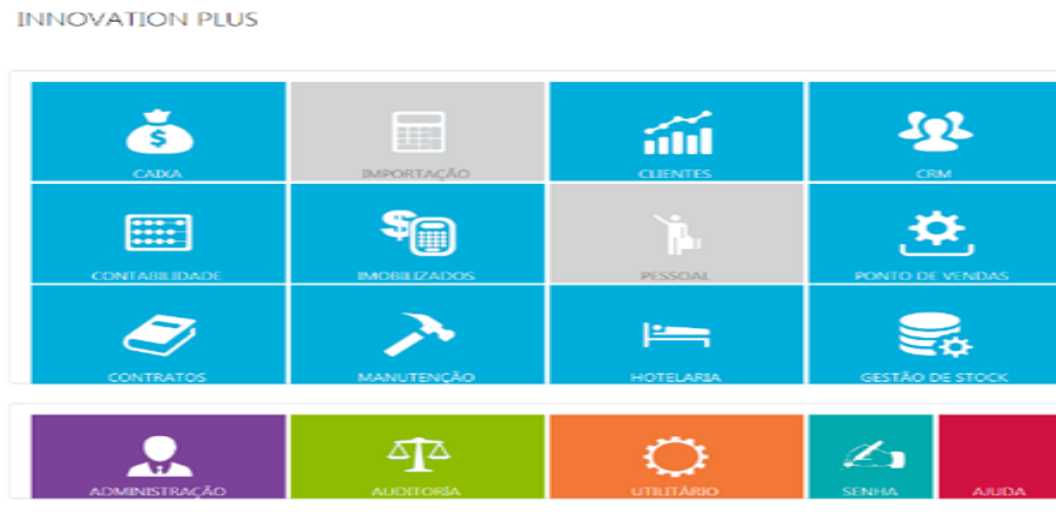 INNOVATION PLUS
CAIXA IMPORTAÇÃO CLIENTES CRM
CONTABILIDADE IMOBILIZADOS PESSOAL PONTO DE VENDAS
CONTRATOS MANUTENÇÃO HOTELARIA GESTÃO DE STOCK
ADMINISTRAÇÃO AUDITORIA UTILITÁRIO SENHA AJUDA